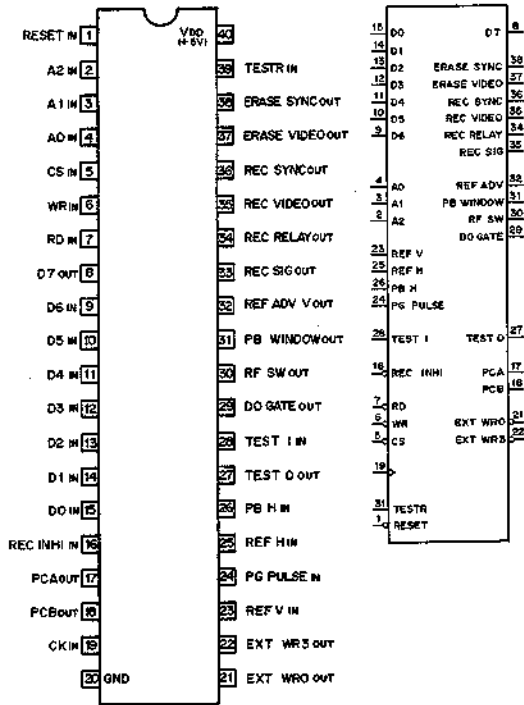 RESET IN 1
A2 IN 2
A1 IN 3
A0 IN 4
CS IN 5
WR IN 6
RD IN 7
D7 OUT 8
D6 IN 9
D5 IN 10
D4 IN 11
D3 IN 12
D2 IN 13
D1 IN 14
D0 IN 15
REC INHI IN 16
PCA OUT 17
PCB OUT 18
CK IN 19
20 GND
VDD (+5V) 40
39 TESTR IN
38 ERASE SYNC OUT
37 ERASE VIDEO OUT
36 REC SYNC OUT
35 REC VIDEO OUT
34 REC RELAY OUT
33 REC SIG OUT
32 REF ADV V OUT
31 PB WINDOW OUT
30 RF SW OUT
29 DO GATE OUT
28 TEST I IN
27 TEST O OUT
26 PB H IN
25 REF H IN
24 PG PULSE IN
23 REF V IN
22 EXT WR3 OUT
21 EXT WR0 OUT
15 D0
14 D1
13 D2
12 D3
11 D4
10 D5
9 D6
4 A0
3 A1
2 A2
23 REF V
25 REF H
26 PB H
24 PG PULSE
28 TEST I
16 REC INHI
7 RD
6 WR
5 CS
19
31 TESTR
1 RESET
D7 8
ERASE SYNC 38
ERASE VIDEO 37
REC SYNC 36
REC VIDEO 35
REC RELAY 34
REC SIG 33
REF ADV 32
PB WINDOW 31
RF SW 30
DO GATE 29
TEST O 27
PCA 17
PCB 18
EXT WR0 21
EXT WR3 22